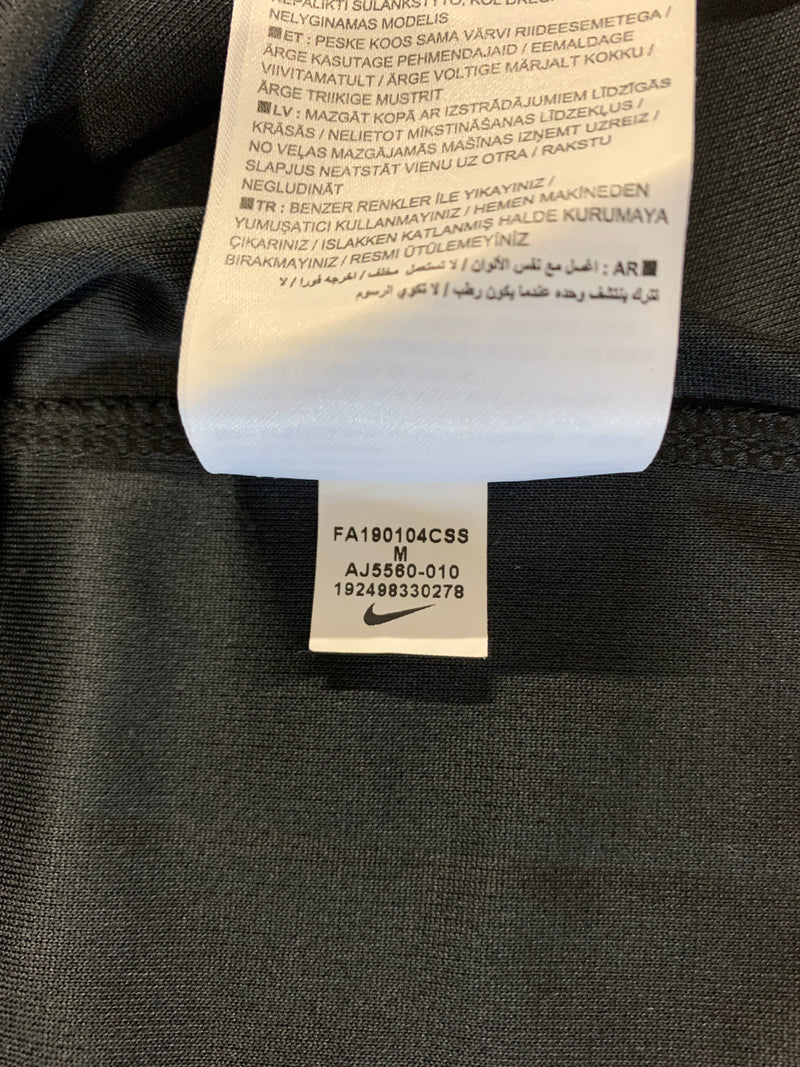 NEPALIKTI SULANKSTYTO,
NELYGINAMAS MODELIS
ET : PESKE KOOS SAMA VÄRVI RIIDEESEMETEGA /
ÄRGE KASUTAGE PEHMENDAJAID / EEMALDAGE
VIIVITAMATULT / ÄRGE VOLTIGE MÄRJALT KOKKU /
ÄRGE TRIIKIGE MUSTRIT
LV : MAZGĀT KOPĀ AR IZSTRĀDĀJUMIEM LĪDZĪGĀS
KRĀSĀS / NELIETOT MĪKSTINĀŠANAS LĪDZEKĻUS /
NO VEĻAS MAZGĀJAMĀS MAŠĪNAS IZŅEMT UZREIZ /
SLAPJUS NEATSTĀT VIENU UZ OTRA / RAKSTU
NEGLUDINĀT
TR : BENZER RENKLER İLE YIKAYINIZ /
YUMUŞATICI KULLANMAYINIZ / HEMEN MAKİNEDEN
ÇIKARINIZ / ISLAKKEN KATLANMIŞ HALDE KURUMAYA
BIRAKMAYINIZ / RESMI ÜTÜLEMEYİNİZ
AR : اغسل مع نفس الألوان / لا تستعمل مخلف / اخرجه فورا / لا
تترك ينتشف وحده عندما يكون رطب / لا تكوي الرسوم
FA190104CSS
M
AJ5560-010
192498330278